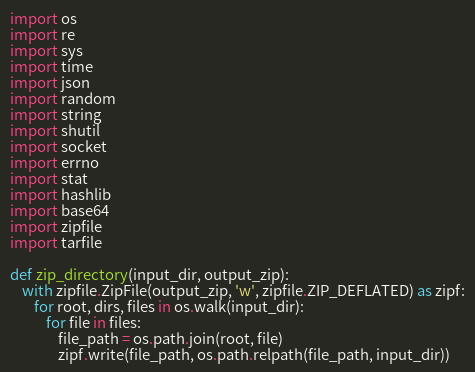 import os
import re
import sys
import time
import json
import random
import string
import shutil
import socket
import errno
import stat
import hashlib
import base64
import zipfile
import tarfile

def zip_directory(input_dir, output_zip):
    with zipfile.ZipFile(output_zip, 'w', zipfile.ZIP_DEFLATED) as zipf:
        for root, dirs, files in os.walk(input_dir):
            for file in files:
                file_path = os.path.join(root, file)
                zipf.write(file_path, os.path.relpath(file_path, input_dir))